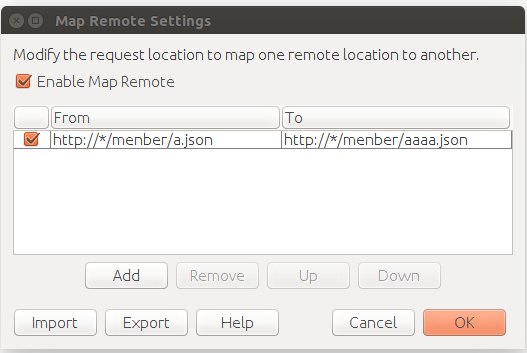 Map Remote Settings
Modify the request location to map one remote location to another.
Enable Map Remote
From To
http://*/menber/a.json http://*/menber/aaaa.json
Add Remove Up Down
Import Export Help Cancel OK